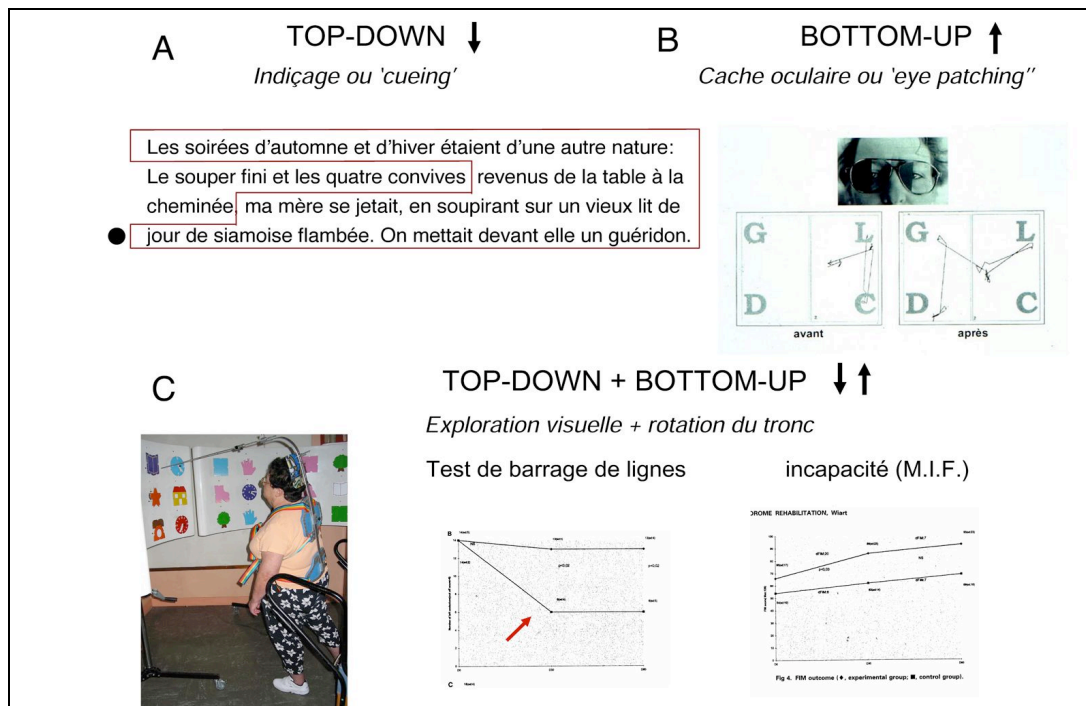 A
TOP-DOWN
Indiçage ou ‘cueing’
Les soirées d’automne et d’hiver étaient d’une autre nature:
Le souper fini et les quatre convives revenus de la table à la
cheminée, ma mère se jetait, en soupirant sur un vieux lit de
jour de siamoise flambée. On mettait devant elle un guéridon.
B
BOTTOM-UP
Cache oculaire ou ‘eye patching’’
G L
D C
avant
G L
D C
après
C
TOP-DOWN + BOTTOM-UP
Exploration visuelle + rotation du tronc
Test de barrage de lignes
B
C
incapacité (M.I.F.)
DROME REHABILITATION, Wiart
Fig 4. FIM outcome (♦, experimental group; ■, control group).